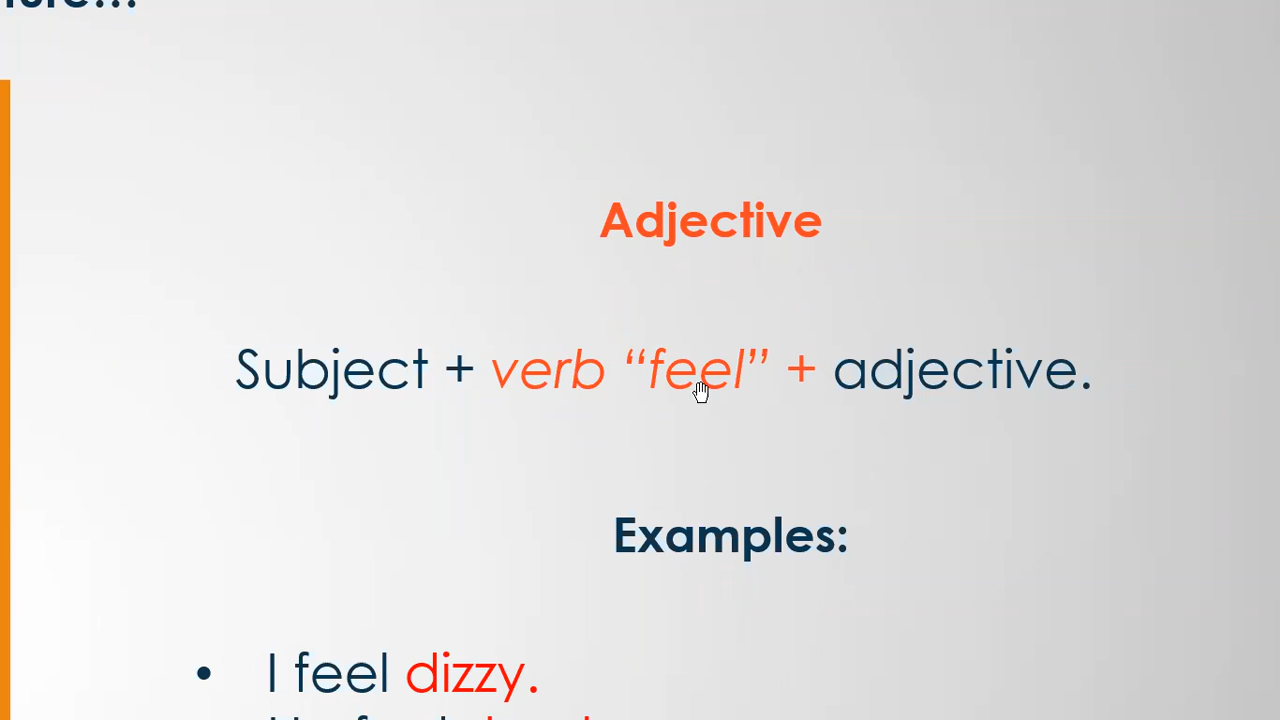 Adjective
Subject + verb “feel” + adjective.
Examples:
• I feel dizzy.